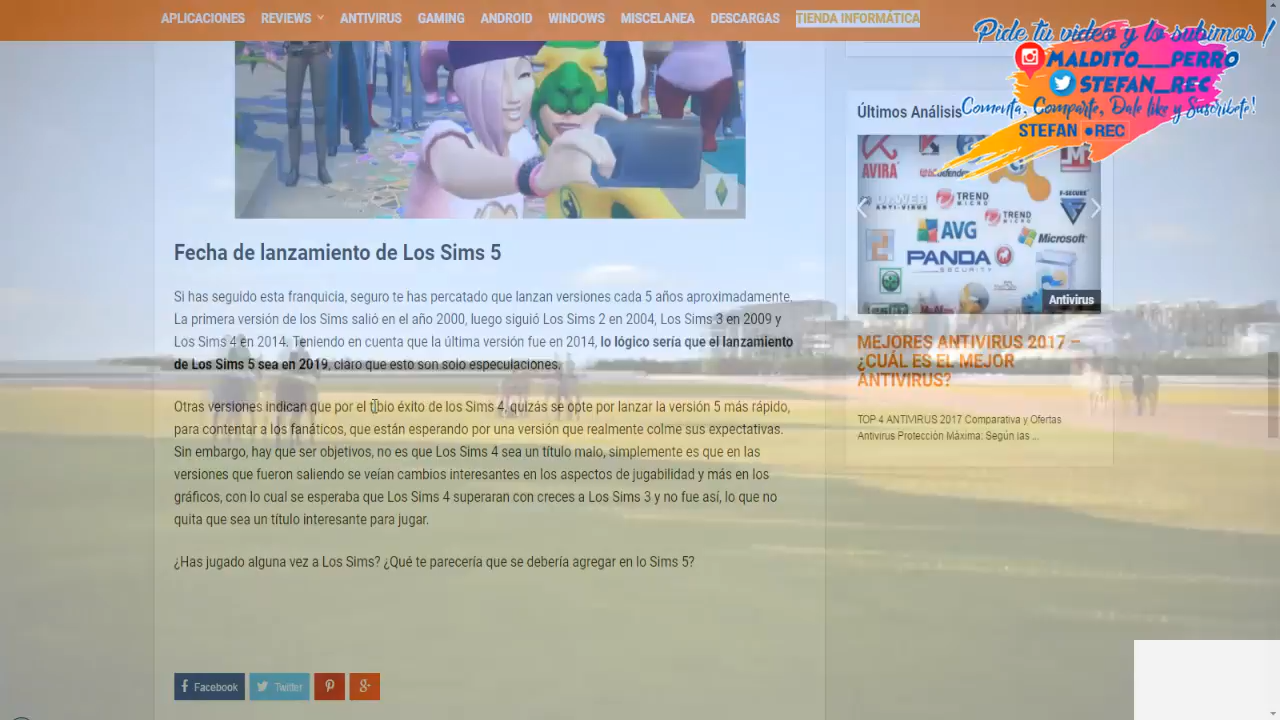 APLICACIONES REVIEWS ANTIVIRUS GAMING ANDROID WINDOWS MISCELANEA DESCARGAS TIENDA INFORMÁTICA
Pide tu video y lo subimos !
MALDITO__PERRO
STEFAN_REC
Comenta, Comparte, Dale like y Suscribete!
STEFAN ●REC
Fecha de lanzamiento de Los Sims 5
Si has seguido esta franquicia, seguro te has percatado que lanzan versiones cada 5 años aproximadamente.
La primera versión de los Sims salió en el año 2000, luego siguió Los Sims 2 en 2004, Los Sims 3 en 2009 y
Los Sims 4 en 2014. Teniendo en cuenta que la última versión fue en 2014, lo lógico sería que el lanzamiento
de Los Sims 5 sea en 2019, claro que esto son solo especulaciones.
Otras versiones indican que por el tibio éxito de los Sims 4, quizás se opte por lanzar la versión 5 más rápido,
para contentar a los fanáticos, que están esperando por una versión que realmente colme sus expectativas.
Sin embargo, hay que ser objetivos, no es que Los Sims 4 sea un título malo, simplemente es que en las
versiones que fueron saliendo se veían cambios interesantes en los aspectos de jugabilidad y más en los
gráficos, con lo cual se esperaba que Los Sims 4 superaran con creces a Los Sims 3 y no fue así, lo que no
quita que sea un título interesante para jugar.
¿Has jugado alguna vez a Los Sims? ¿Qué te parecería que se debería agregar en lo Sims 5?
Facebook Twitter
Últimos Análisis
AVIRA
TREND MICRO
F-SECURE
TREND MICRO
AVG
Microsoft
PANDA
SECURITY
Antivirus
MEJORES ANTIVIRUS 2017 –
¿CUÁL ES EL MEJOR
ANTIVIRUS?
TOP 4 ANTIVIRUS 2017 Comparativa y Ofertas
Antivirus Protección Máxima: Según las ...